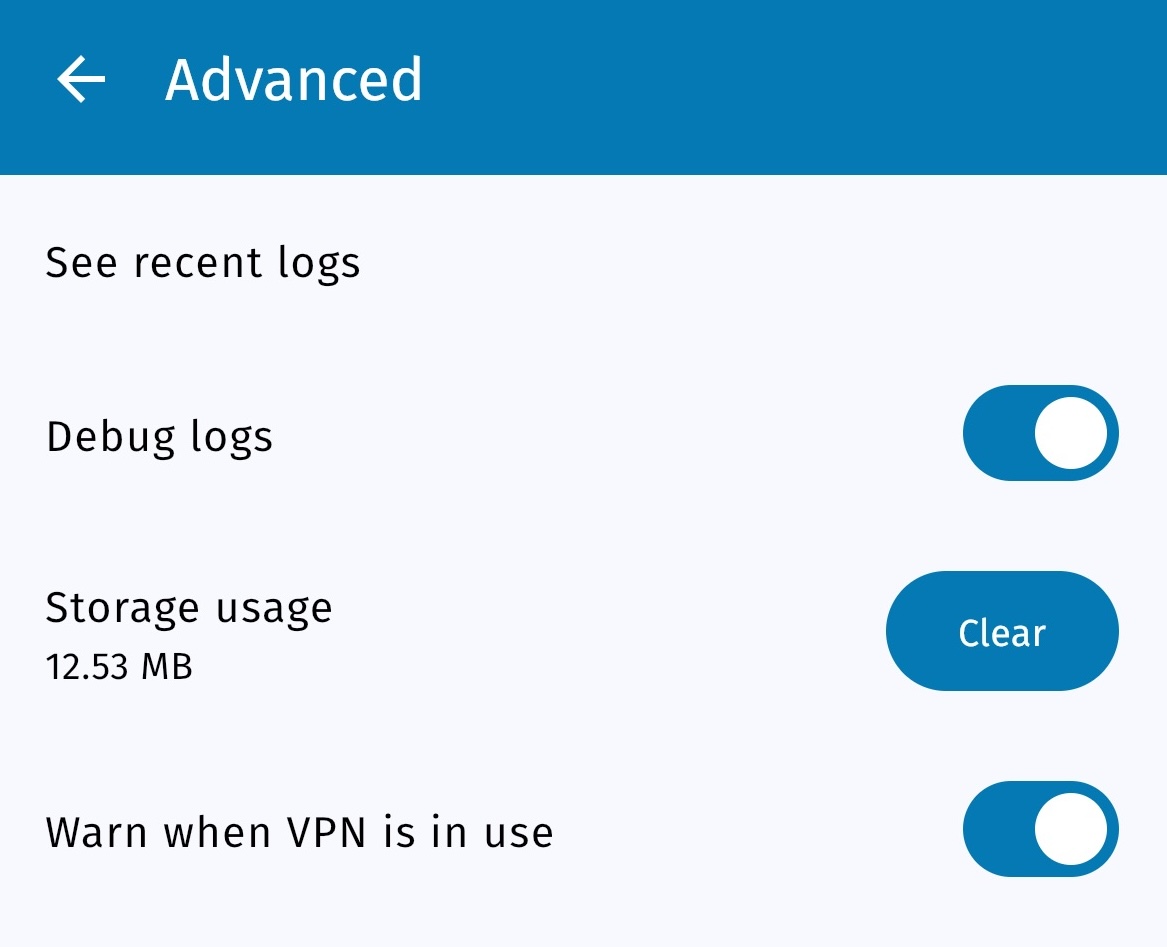 Advanced
See recent logs
Debug logs
Storage usage
12.53 MB
Clear
Warn when VPN is in use